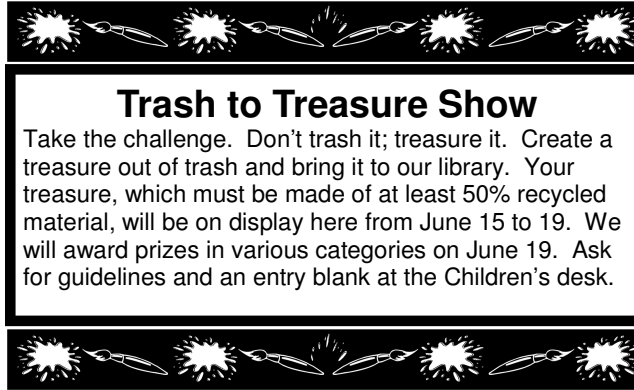 Trash to Treasure Show
Take the challenge.  Don't trash it; treasure it.  Create a
treasure out of trash and bring it to our library.  Your
treasure, which must be made of at least 50% recycled
material, will be on display here from June 15 to 19.  We
will award prizes in various categories on June 19.  Ask
for guidelines and an entry blank at the Children's desk.